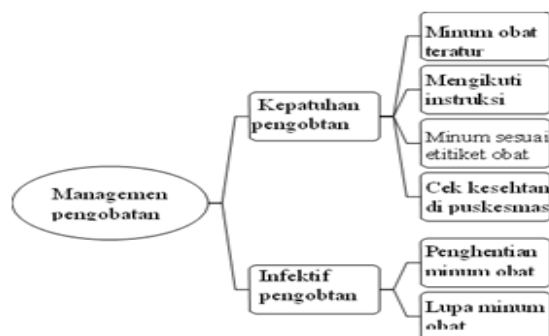 Managemen
pengobatan
Kepatuhan
pengobtan
Minum obat
teratur
Mengikuti
instruksi
Minum sesuai
etitiket obat
Cek kesehtan
di puskesmas
Infektif
pengobtan
Penghentian
minum obat
Lupa minum
obat